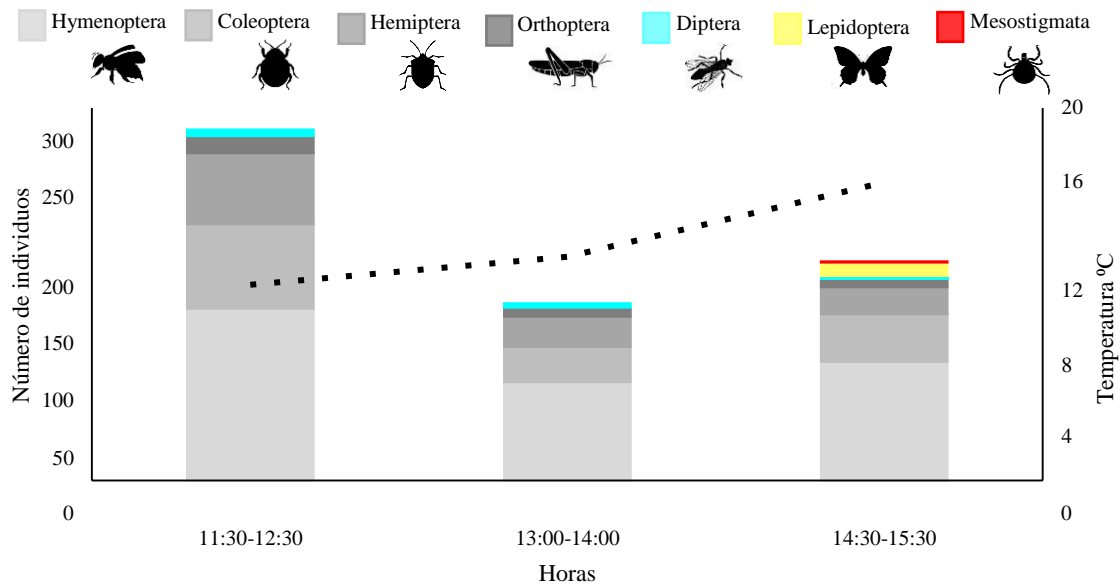 Hymenoptera Coleoptera Hemiptera Orthoptera Diptera Lepidoptera Mesostigmata
Número de individuos
300
250
200
150
100
50
0
20
16
12
8
4
0
Temperatura ºC
11:30-12:30 13:00-14:00 14:30-15:30
Horas